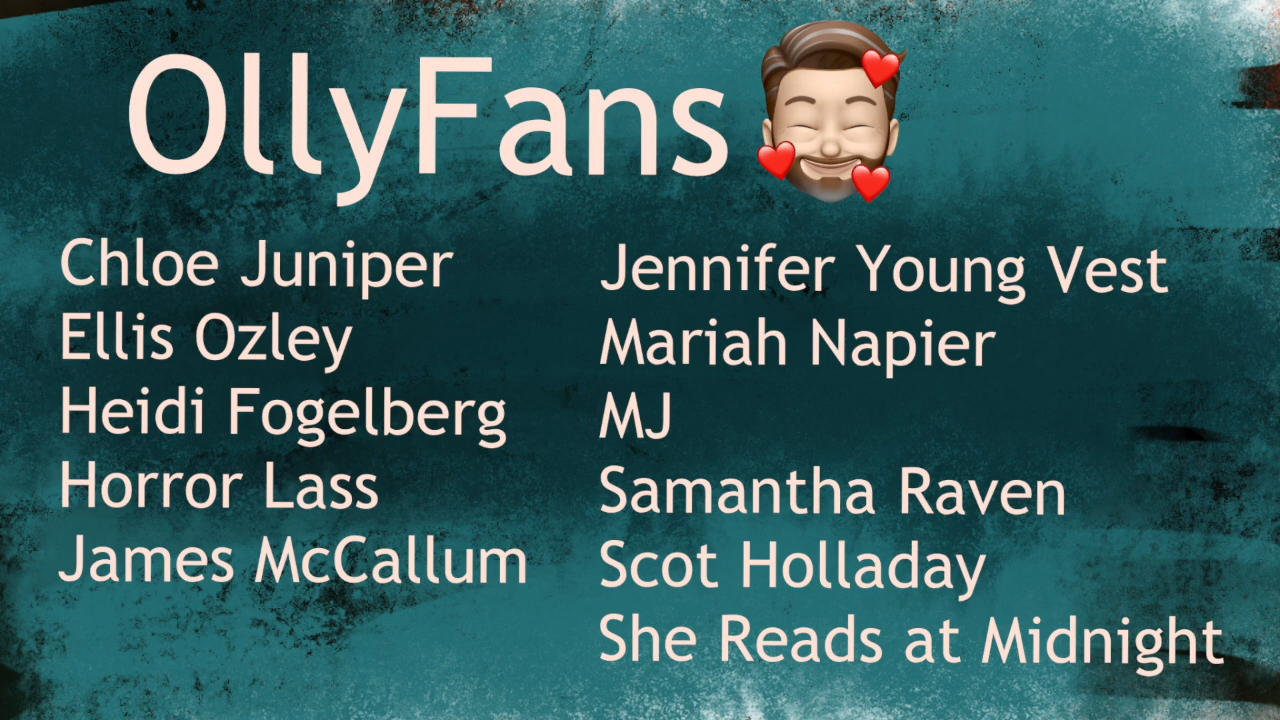 OllyFans
Chloe Juniper
Ellis Ozley
Heidi Fogelberg
Horror Lass
James McCallum
Jennifer Young Vest
Mariah Napier
MJ
Samantha Raven
Scot Holladay
She Reads at Midnight